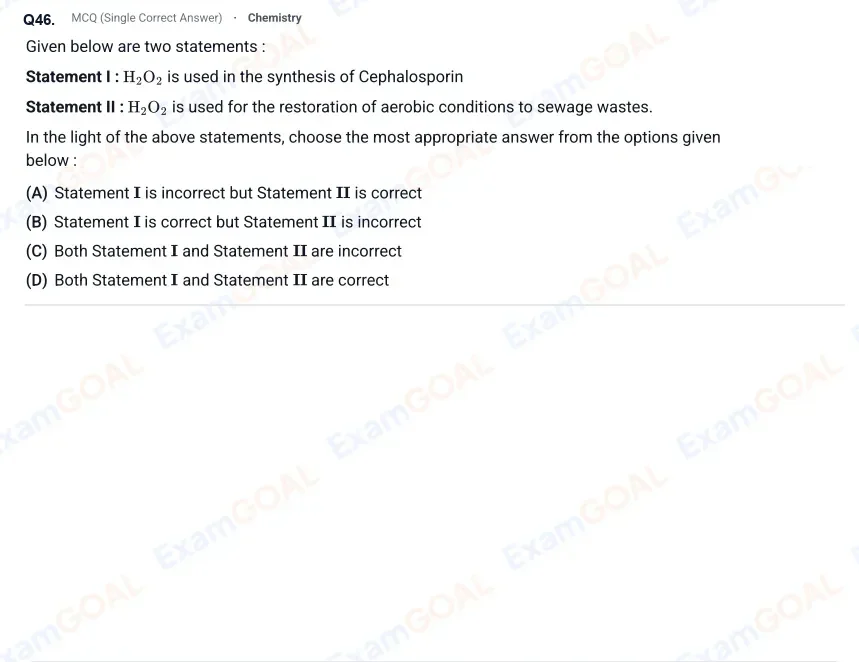 Q46. MCQ (Single Correct Answer) · Chemistry
Given below are two statements :
Statement I : H₂O₂ is used in the synthesis of Cephalosporin
Statement II : H₂O₂ is used for the restoration of aerobic conditions to sewage wastes.
In the light of the above statements, choose the most appropriate answer from the options given
below :
(A) Statement I is incorrect but Statement II is correct
(B) Statement I is correct but Statement II is incorrect
(C) Both Statement I and Statement II are incorrect
(D) Both Statement I and Statement II are correct
ExamGOAL